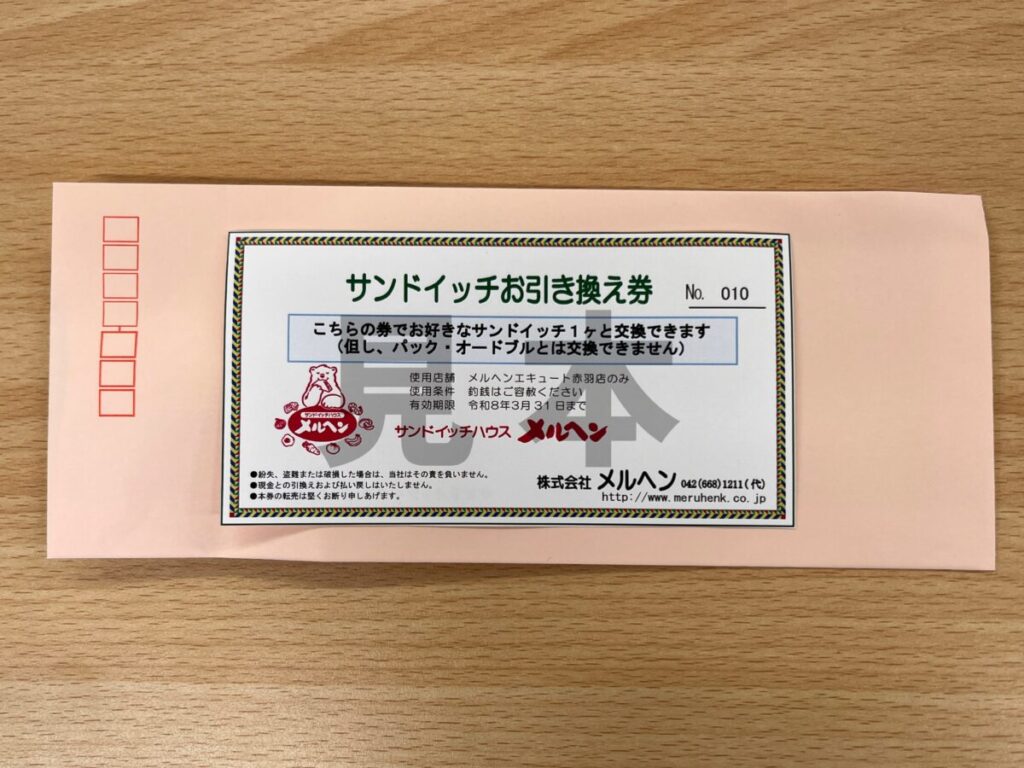 サンドイッチお引き換え券
No. 010
こちらの券でお好きなサンドイッチ1ヶと交換できます
（但し、パック・オードブルとは交換できません）
見本
使用店舗 メルヘンエキュート赤羽店のみ
使用条件 釣銭はご容赦ください
有効期限 令和8年3月31日まで
サンドイッチハウス
メルヘン
サンドイッチハウス メルヘン
●紛失、盗難または破損した場合は、当社はその責を負いません。
●現金との引換えおよび払い戻しはいたしません。
●本券の転売は堅くお断り申しあげます。
株式会社 メルヘン 042(668)1211(代)
http://www.meruhenk.co.jp